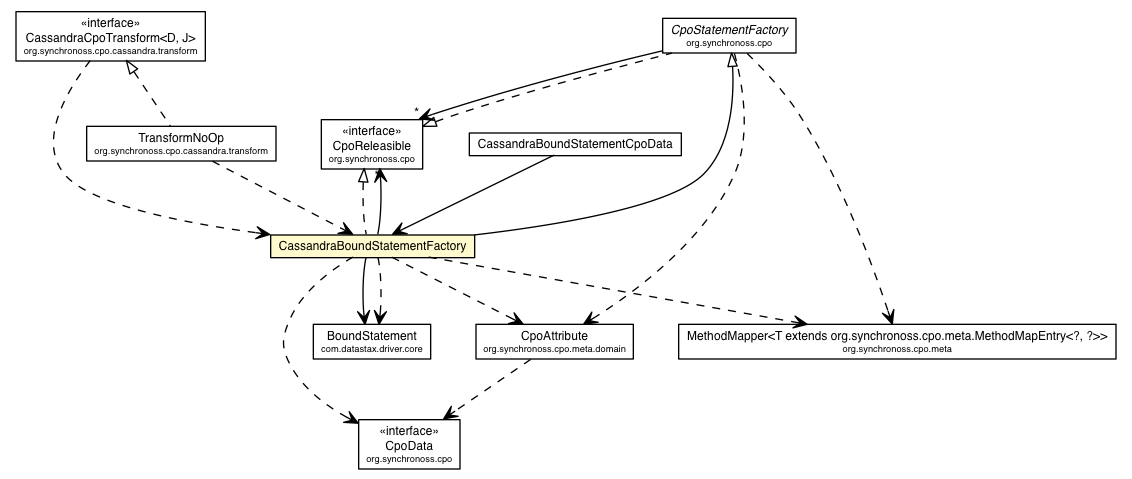 «interface»
CassandraCpoTransform<D, J>
org.synchronoss.cpo.cassandra.transform
CpoStatementFactory
org.synchronoss.cpo
*
«interface»
CpoReleasible
org.synchronoss.cpo
TransformNoOp
org.synchronoss.cpo.cassandra.transform
CassandraBoundStatementCpoData
*
CassandraBoundStatementFactory
BoundStatement
com.datastax.driver.core
CpoAttribute
org.synchronoss.cpo.meta.domain
MethodMapper<T extends org.synchronoss.cpo.meta.MethodMapEntry<?, ?>>
org.synchronoss.cpo.meta
«interface»
CpoData
org.synchronoss.cpo